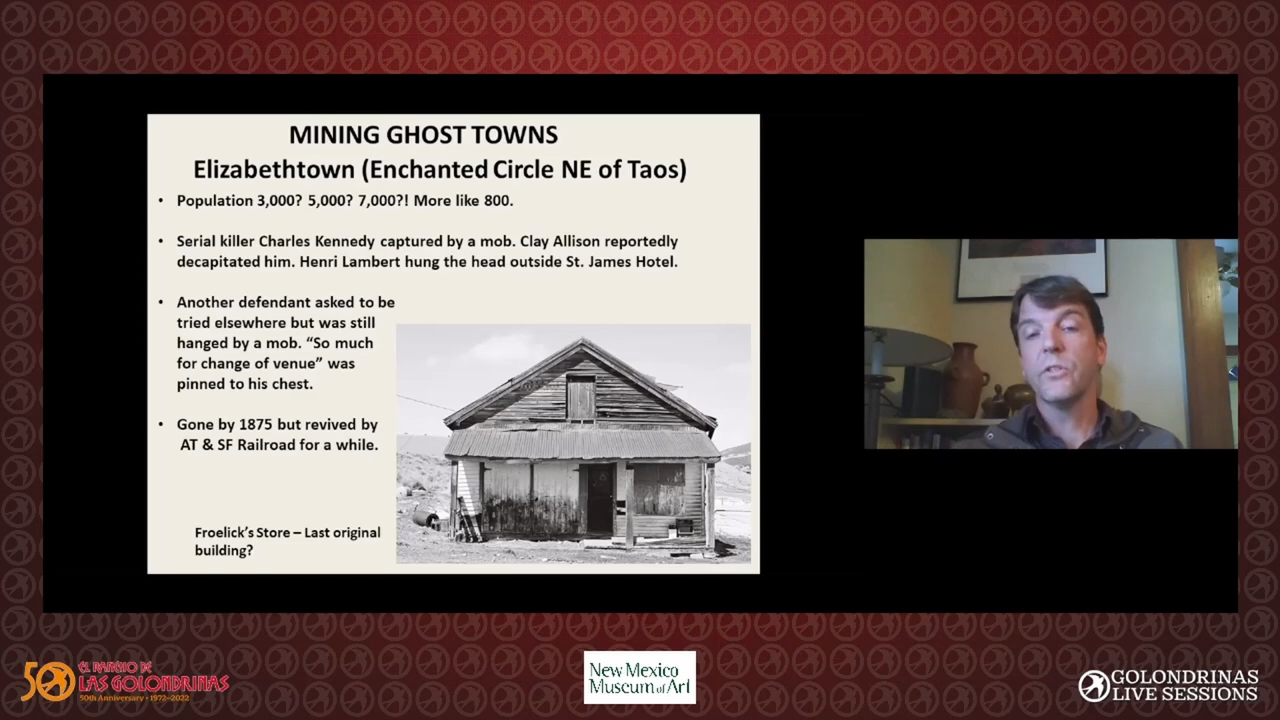 MINING GHOST TOWNS
Elizabethtown (Enchanted Circle NE of Taos)
• Population 3,000? 5,000? 7,000?! More like 800.
• Serial killer Charles Kennedy captured by a mob. Clay Allison reportedly
decapitated him. Henri Lambert hung the head outside St. James Hotel.
• Another defendant asked to be
tried elsewhere but was still
hanged by a mob. “So much
for change of venue” was
pinned to his chest.
• Gone by 1875 but revived by
AT & SF Railroad for a while.
Froelick’s Store – Last original
building?
50 EL RANCHO DE
LAS GOLONDRINAS
50th Anniversary • 1972-2022
New Mexico
Museum of Art
GOLONDRINAS
LIVE SESSIONS